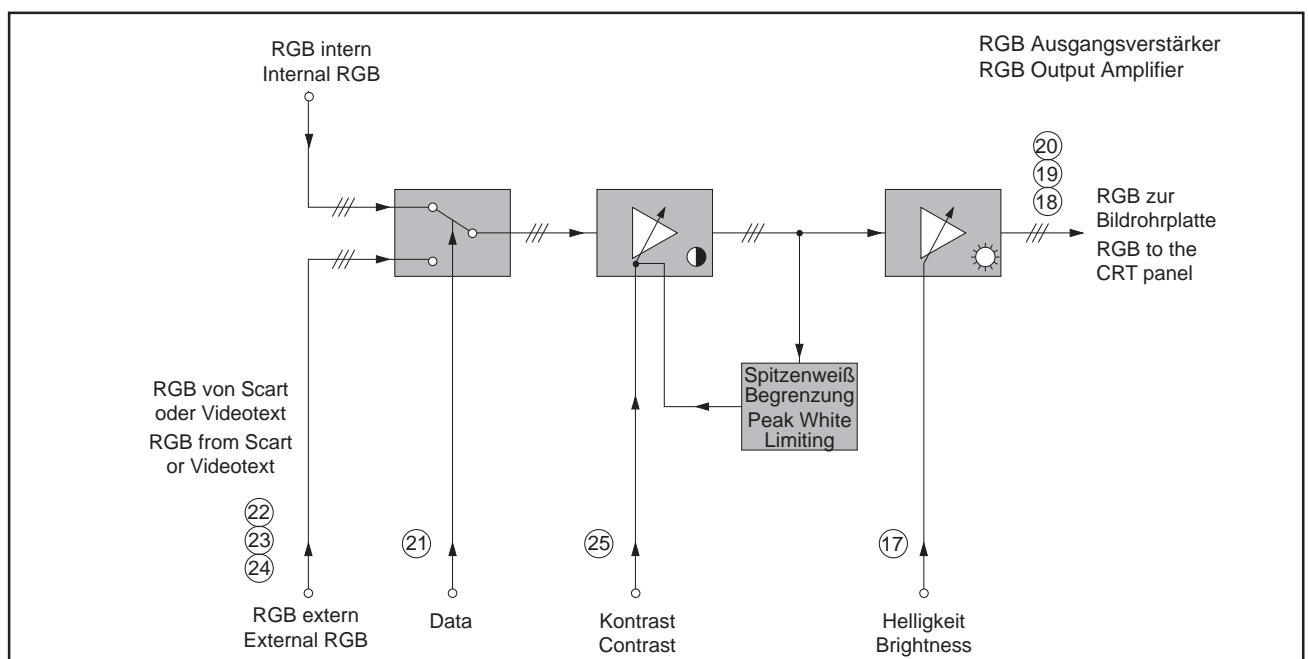 RGB intern
Internal RGB
RGB Ausgangsverstärker
RGB Output Amplifier
20
19
18
RGB zur
Bildrohrplatte
RGB to the
CRT panel
Spitzenweiß
Begrenzung
Peak White
Limiting
RGB von Scart
oder Videotext
RGB from Scart
or Videotext
22
23
24
21
25
17
RGB extern
External RGB
Data
Kontrast
Contrast
Helligkeit
Brightness